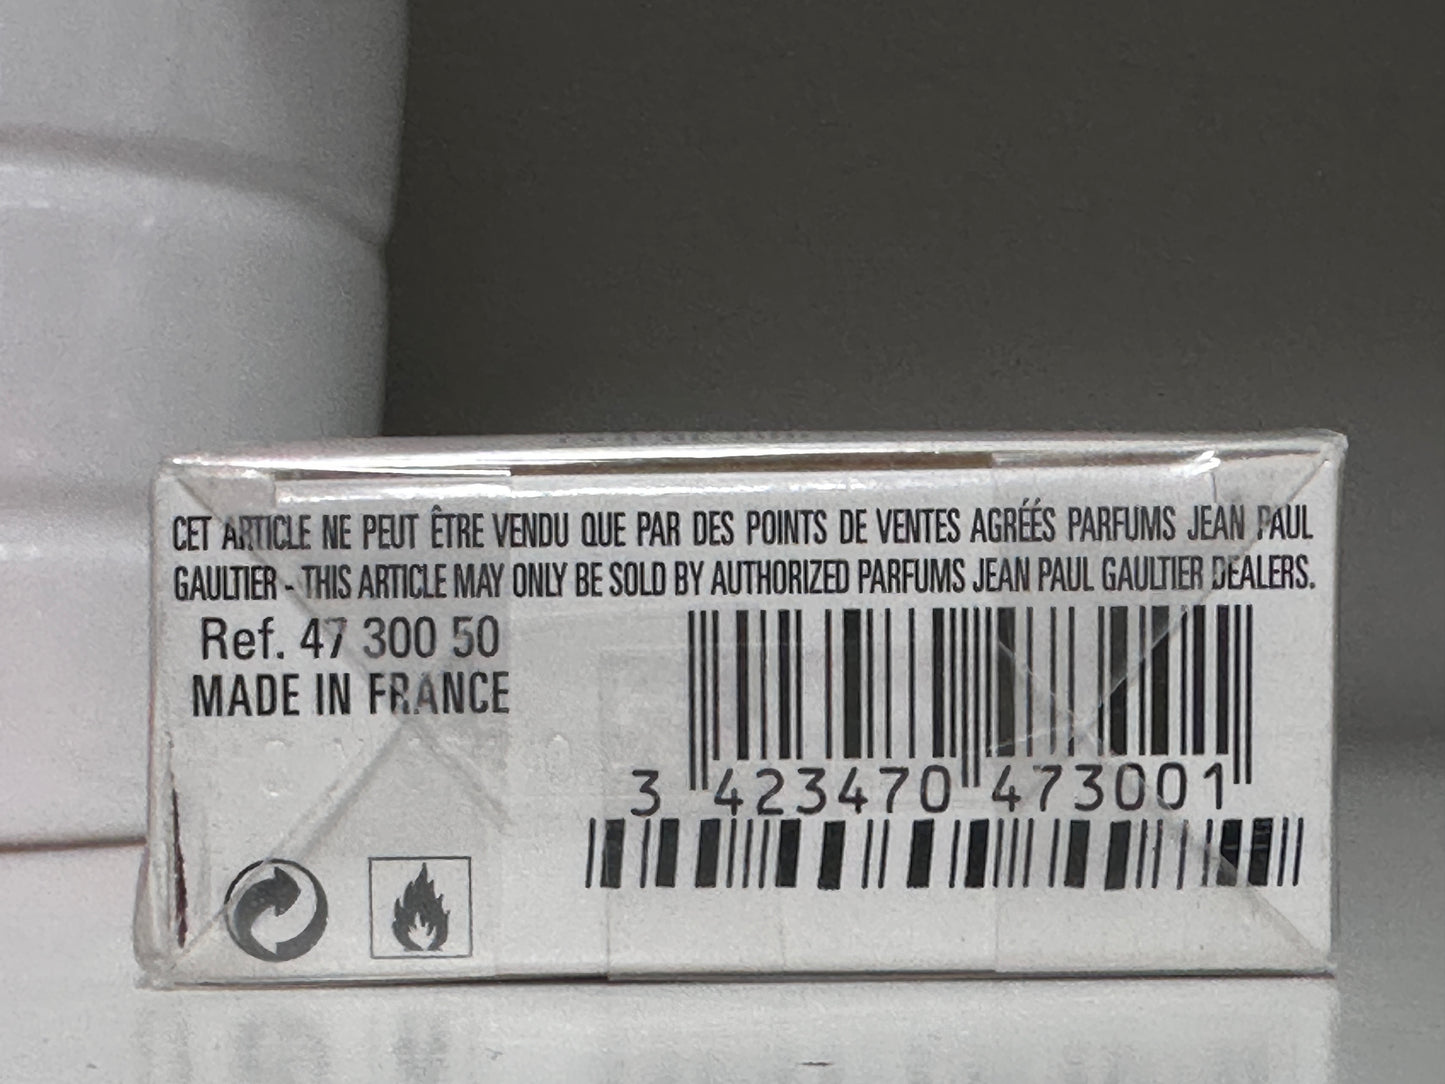 CET ARTICLE NE PEUT ÊTRE VENDU QUE PAR DES POINTS DE VENTES AGRÉÉS PARFUMS JEAN PAUL
GAULTIER - THIS ARTICLE MAY ONLY BE SOLD BY AUTHORIZED PARFUMS JEAN PAUL GAULTIER DEALERS.
Ref. 47 300 50
MADE IN FRANCE
3 423470 473001